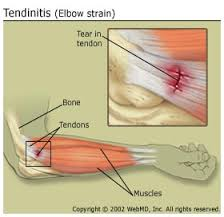 Tendinitis (Elbow strain)
Tear in
tendon
Bone
Tendons
Muscles
Copyright © 2002 WebMD, Inc. All rights reserved.